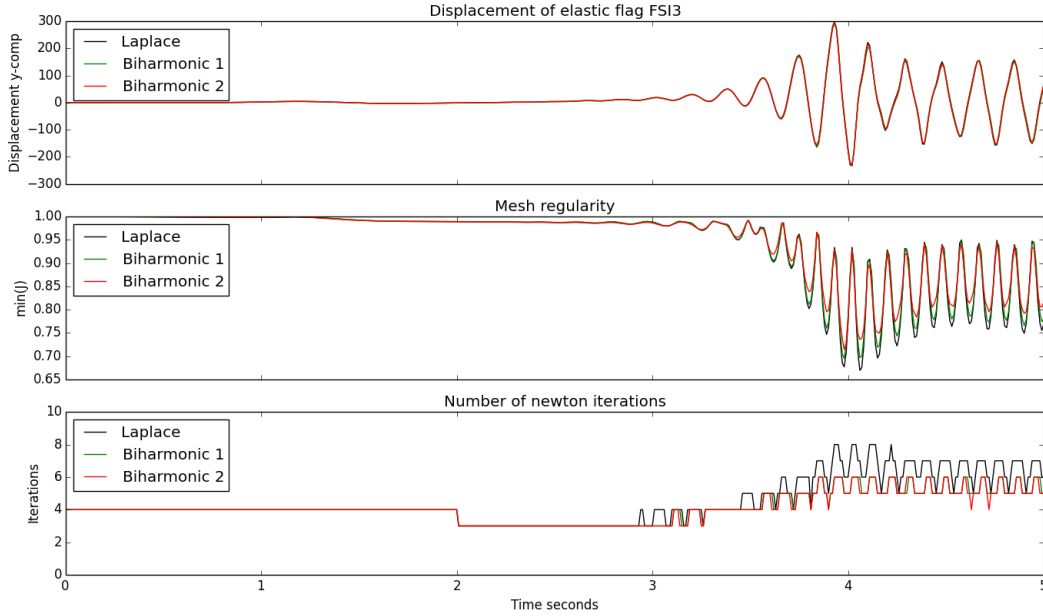 Displacement of elastic flag FSI3
Displacement y-comp
300
200
100
0
−100
−200
−300
Laplace
Biharmonic 1
Biharmonic 2
Mesh regularity
min(J)
1.00
0.95
0.90
0.85
0.80
0.75
0.70
0.65
Laplace
Biharmonic 1
Biharmonic 2
Number of newton iterations
Iterations
10
8
6
4
2
0
Laplace
Biharmonic 1
Biharmonic 2
0 1 2 3 4 5
Time seconds